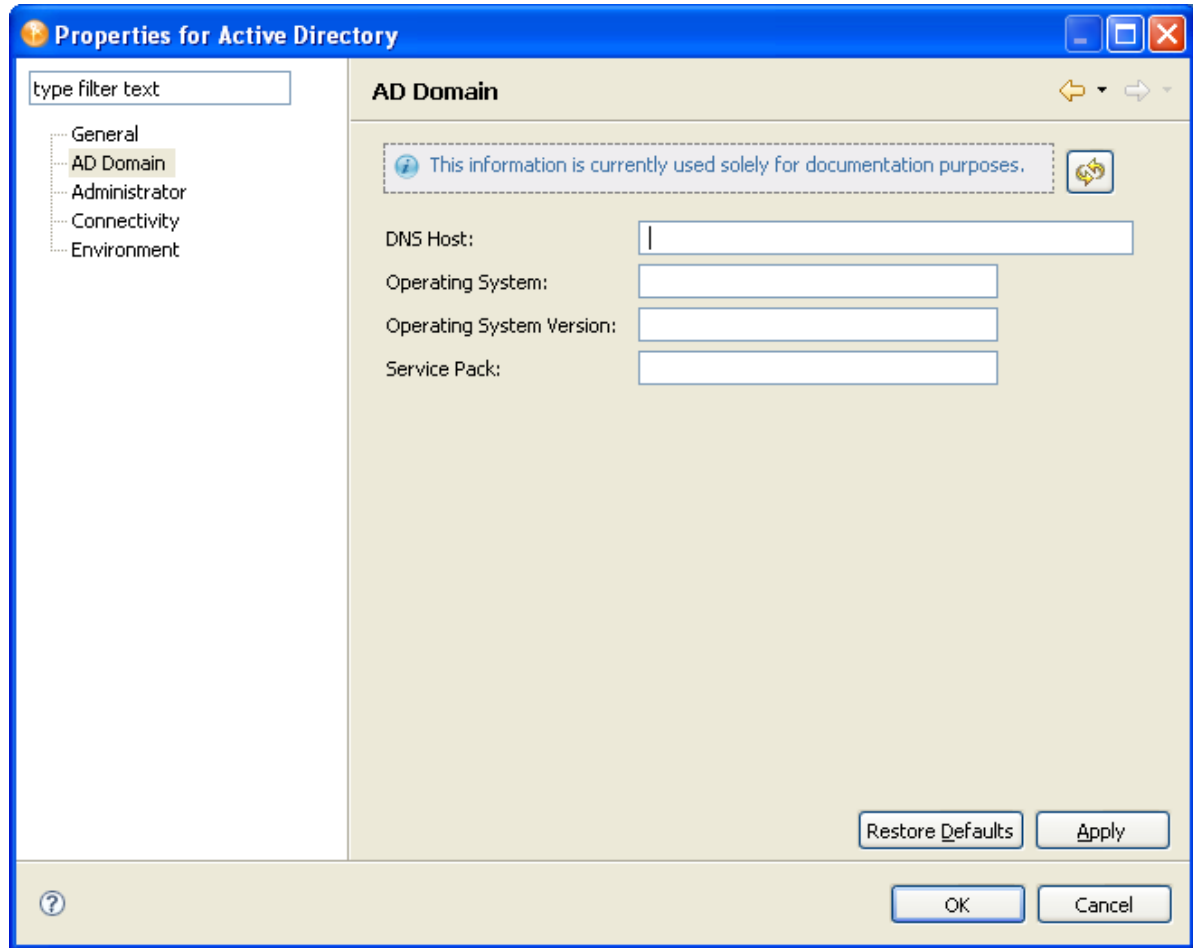 Properties for Active Directory
type filter text
General
AD Domain
Administrator
Connectivity
Environment
AD Domain
This information is currently used solely for documentation purposes.
DNS Host:
Operating System:
Operating System Version:
Service Pack:
Restore Defaults
Apply
OK
Cancel